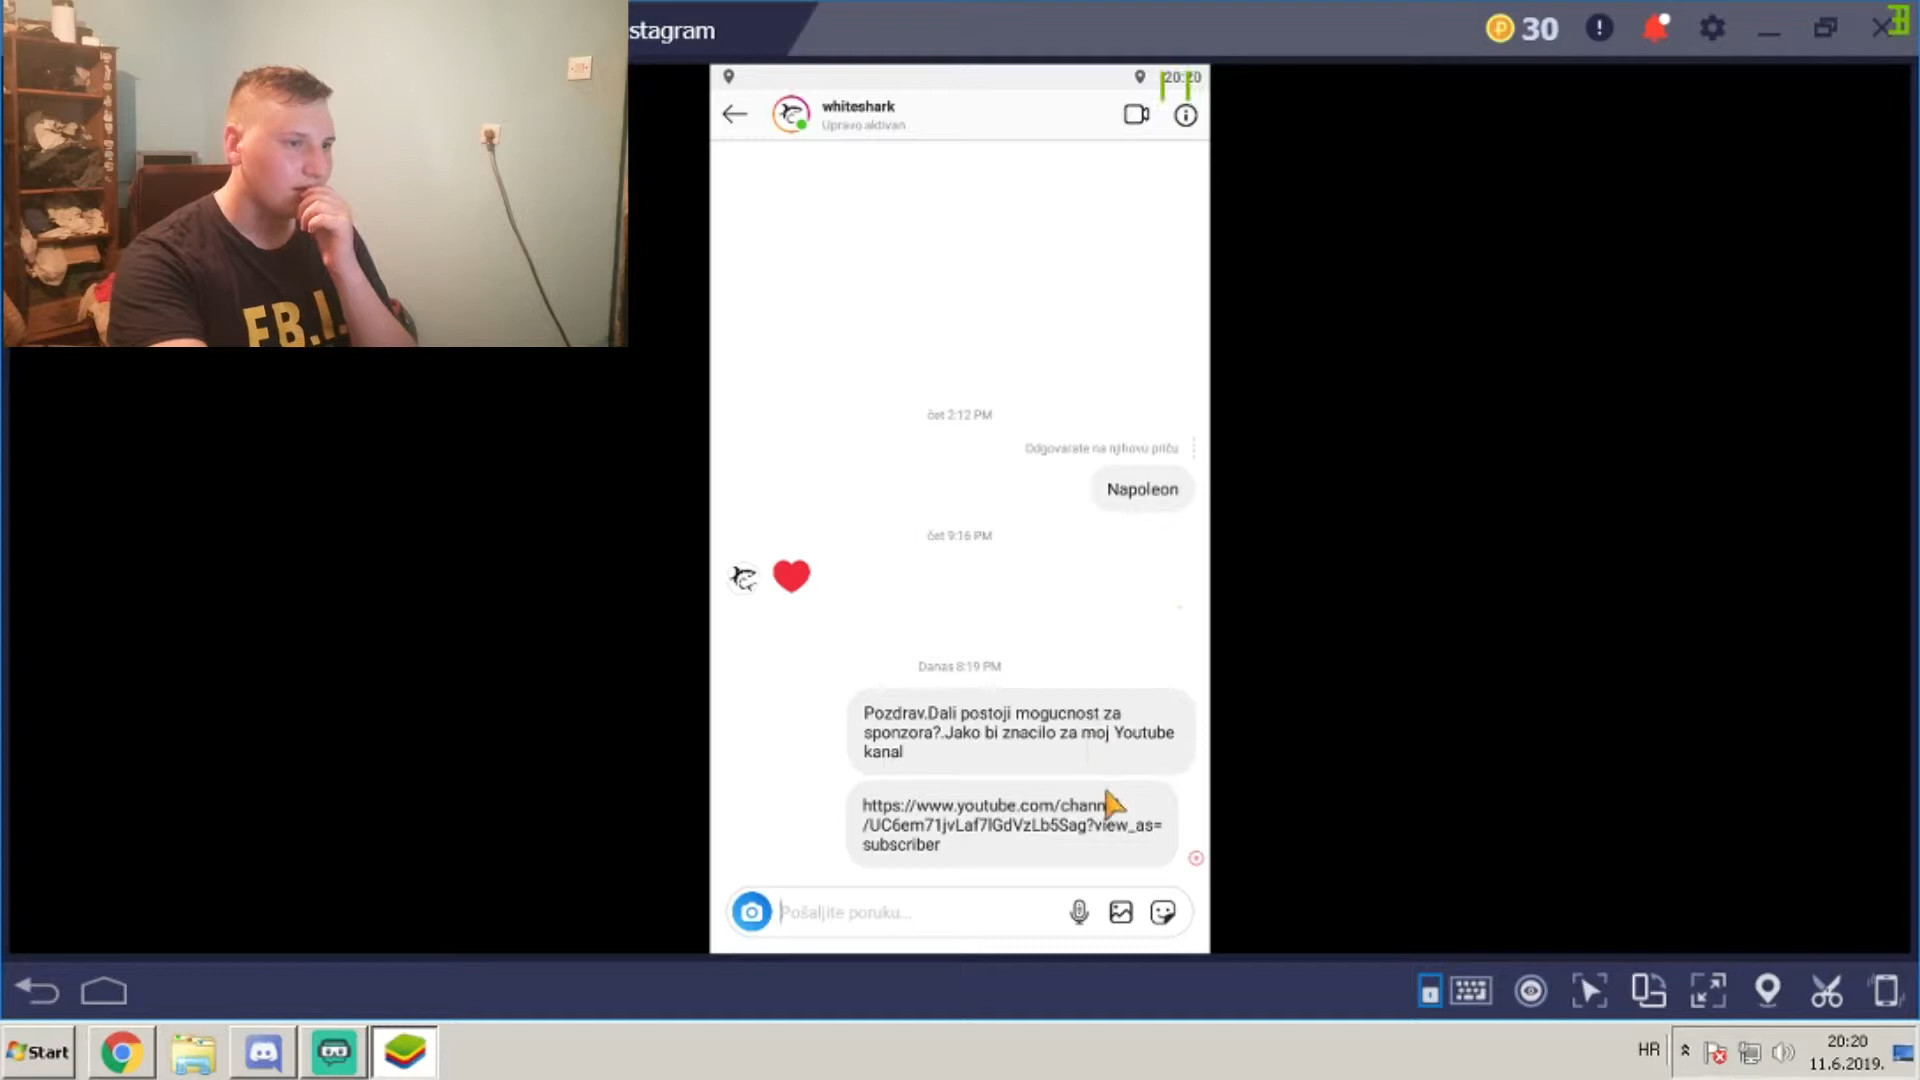 stagram
30
20:20
whiteshark
Upravo aktivan
čet 2:12 PM
Odgovarate na njihovu priču
Napoleon
čet 9:16 PM
Danas 8:19 PM
Pozdrav.Dali postoji mogucnost za
sponzora?.Jako bi znacilo za moj Youtube
kanal
https://www.youtube.com/chann
/UC6em71jvLaf7lGdVzLb5Sag?view_as=
subscriber
Pošaljite poruku...
F.B.I.
Start
HR
20:20
11.6.2019.